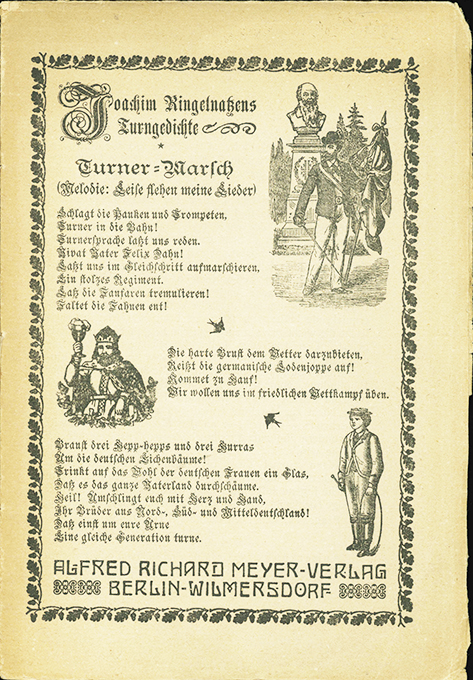 Joachim Ringelnatzens
Turngedichte
*
Turner-Marsch
(Melodie: Leise flehen meine Lieder)
Schlagt die Pauken und Trompeten,
Turner in die Bahn!
Turnersprache laßt uns reden.
Vivat Vater Felix Dahn!
Laßt uns im Gleichschritt aufmarschieren,
Ein stolzes Regiment.
Laß die Fanfaren tremulieren!
Faltet die Fahnen ent!
Die harte Brust dem Wetter darzubieten,
Reißt die germanische Lodenjoppe auf!
Kommet zu Hauf!
Wir wollen uns im friedlichen Wettkampf üben.
Braust drei Hepp-hepps und drei Hurras
Um die deutschen Eichenbäume!
Trinkt auf das Wohl der deutschen Frauen ein Glas,
Daß es das ganze Vaterland durchschäume.
Heil! Umschlingt euch mit Herz und Hand,
Ihr Brüder aus Nord-, Süd- und Mitteldeutschland!
Daß einst um eure Urne
Eine gleiche Generation turne.
ALFRED RICHARD MEYER-VERLAG
BERLIN-WILMERSDORF